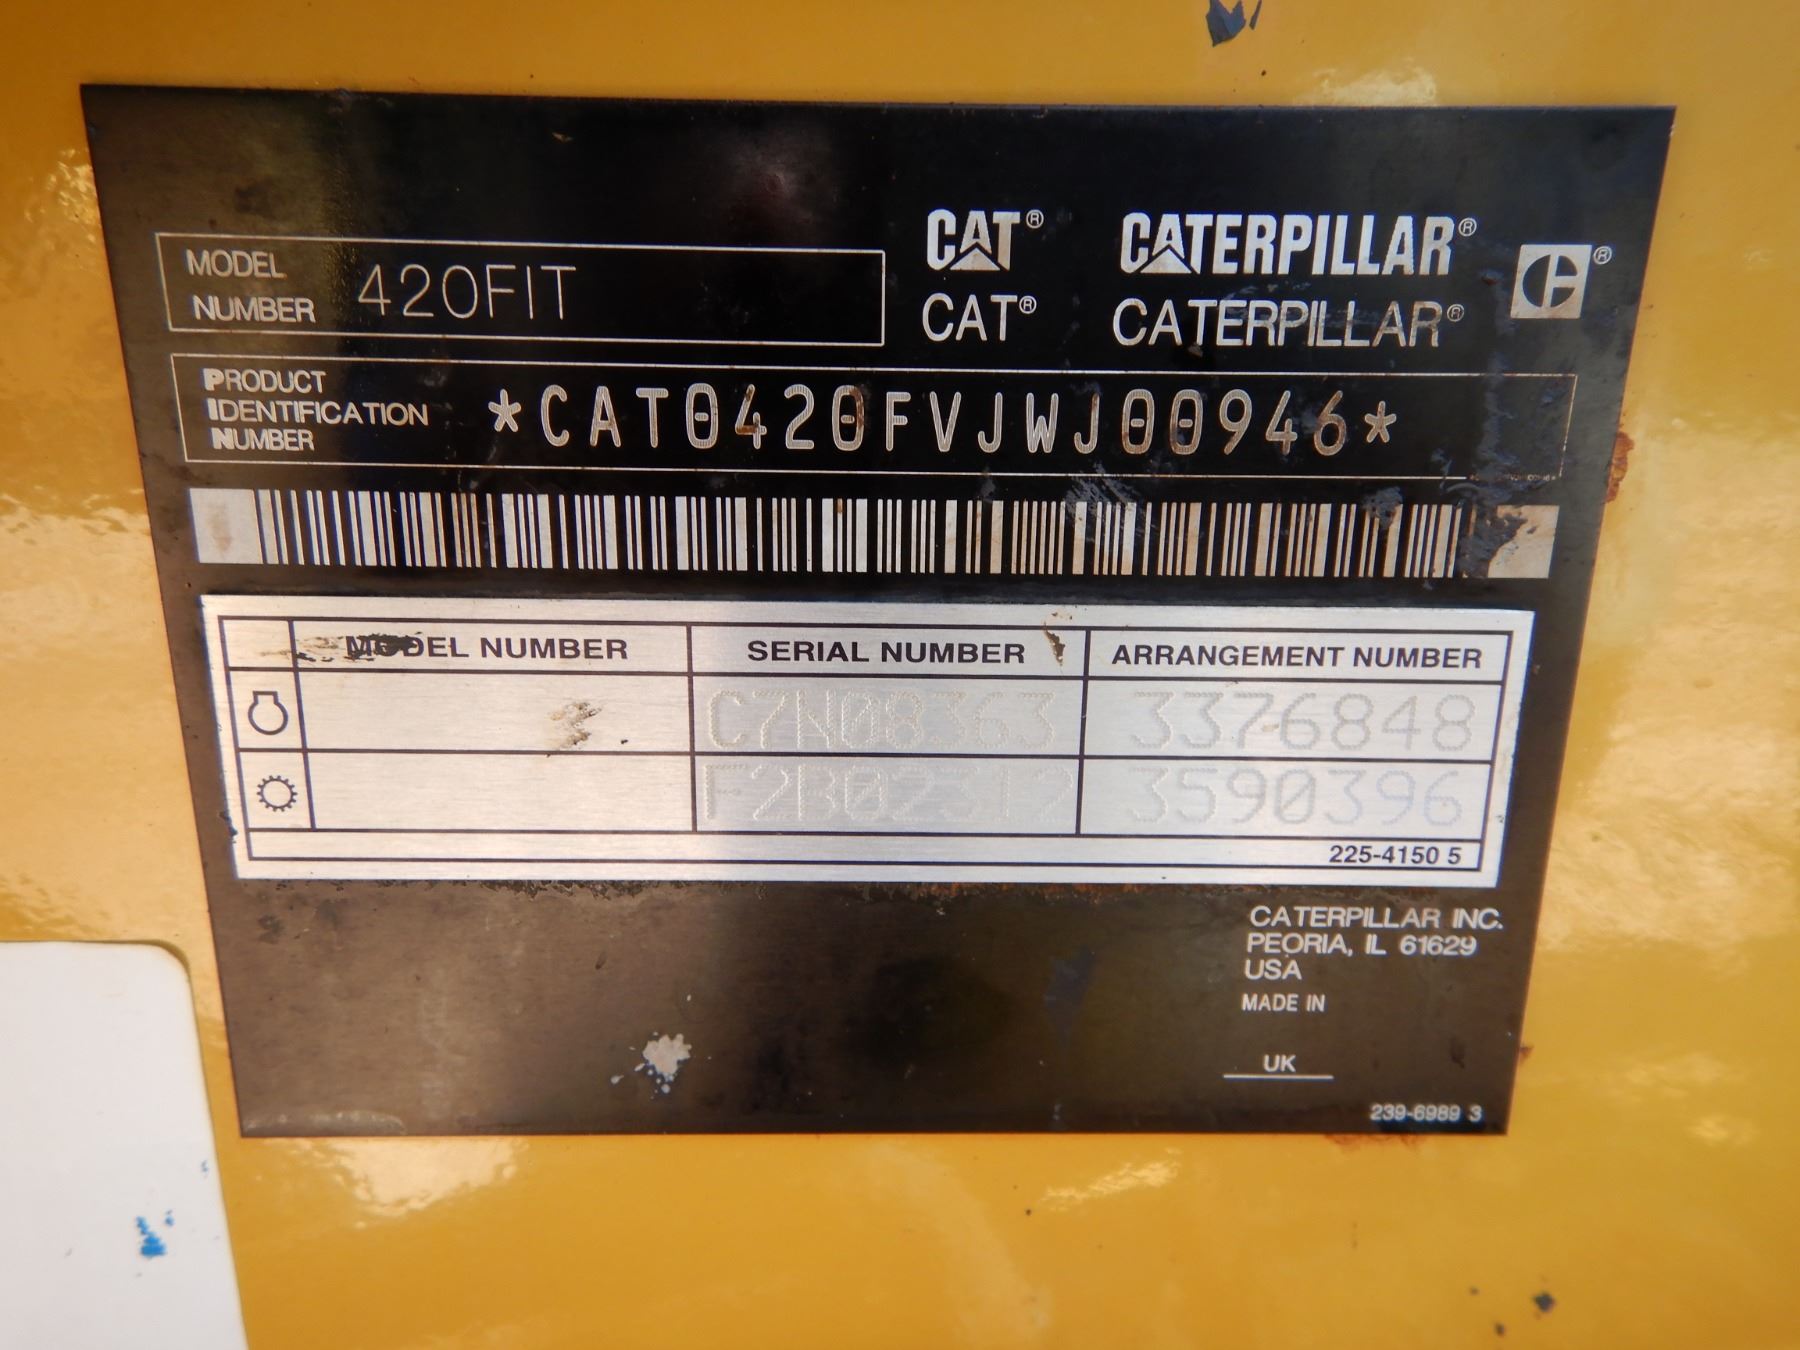 CAT® CATERPILLAR® ®
CAT® CATERPILLAR®
MODEL
NUMBER 420FIT
PRODUCT
IDENTIFICATION
NUMBER
*CAT0420FVJWJ00946*
MODEL NUMBER SERIAL NUMBER ARRANGEMENT NUMBER
C7N08363 3376848
F2B02312 3590396
225-4150 5
CATERPILLAR INC.
PEORIA, IL 61629
USA
MADE IN
UK
239-6989 3